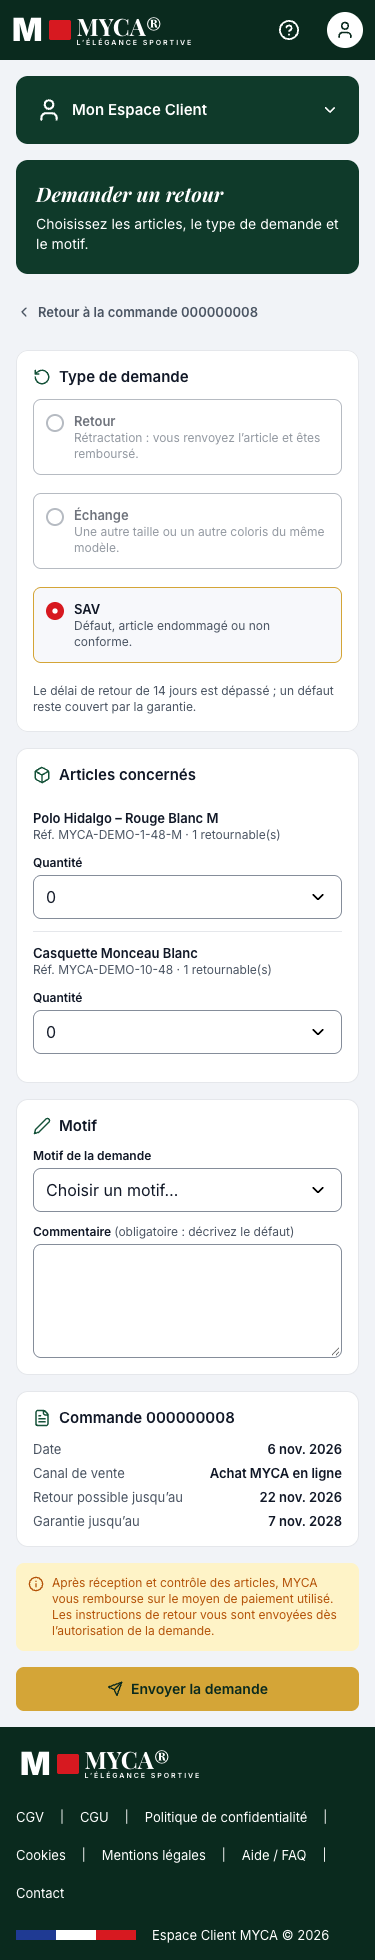 M MYCA®
L'ÉLÉGANCE SPORTIVE
Mon Espace Client
Demander un retour
Choisissez les articles, le type de demande et
le motif.
Retour à la commande 000000008
Type de demande
Retour
Rétractation : vous renvoyez l’article et êtes
remboursé.
Échange
Une autre taille ou un autre coloris du même
modèle.
SAV
Défaut, article endommagé ou non
conforme.
Le délai de retour de 14 jours est dépassé ; un défaut
reste couvert par la garantie.
Articles concernés
Polo Hidalgo – Rouge Blanc M
Réf. MYCA-DEMO-1-48-M · 1 retournable(s)
Quantité
0
Casquette Monceau Blanc
Réf. MYCA-DEMO-10-48 · 1 retournable(s)
Quantité
0
Motif
Motif de la demande
Choisir un motif…
Commentaire (obligatoire : décrivez le défaut)
Commande 000000008
Date 6 nov. 2026
Canal de vente Achat MYCA en ligne
Retour possible jusqu’au 22 nov. 2026
Garantie jusqu’au 7 nov. 2028
Après réception et contrôle des articles, MYCA
vous rembourse sur le moyen de paiement utilisé.
Les instructions de retour vous sont envoyées dès
l’autorisation de la demande.
Envoyer la demande
M MYCA®
L'ÉLÉGANCE SPORTIVE
CGV | CGU | Politique de confidentialité |
Cookies | Mentions légales | Aide / FAQ |
Contact
Espace Client MYCA © 2026